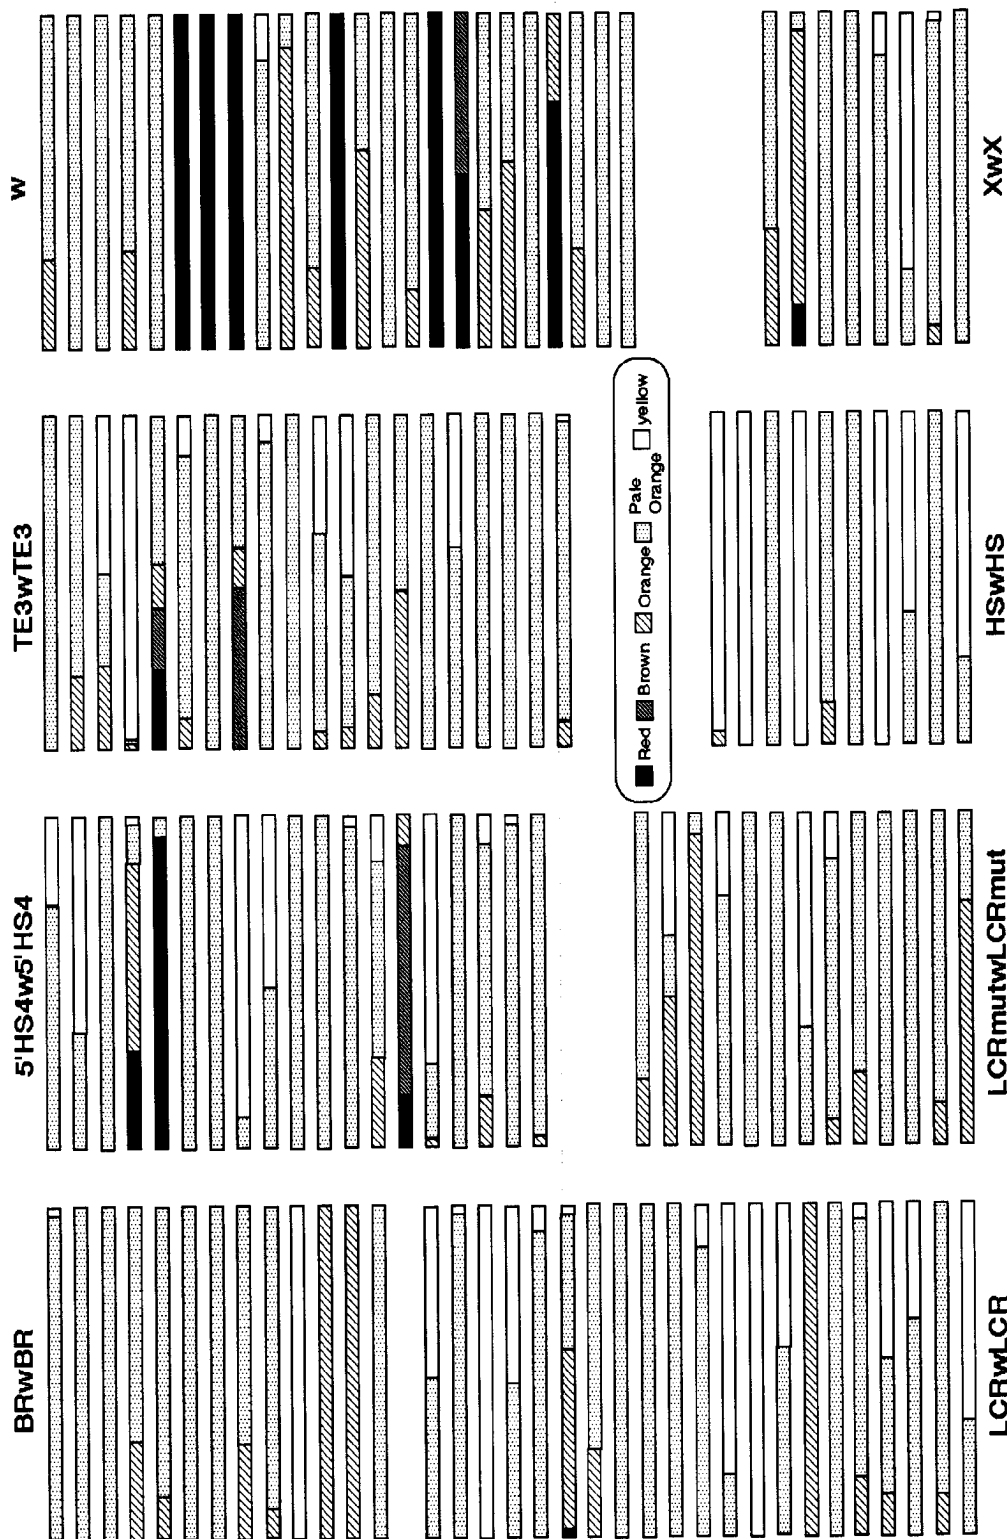 BRwBR
5'HS4w5'HS4
TE3wTE3
w
Red Brown Orange Pale Orange yellow
LCRwLCR
LCRmutwLCRmut
HSwHS
XwX